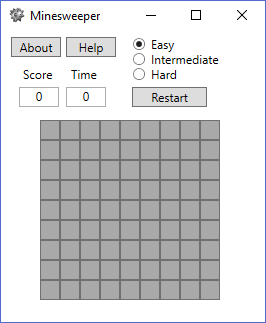 Minesweeper
About Help
Easy
Intermediate
Hard
Score Time
0 0
Restart